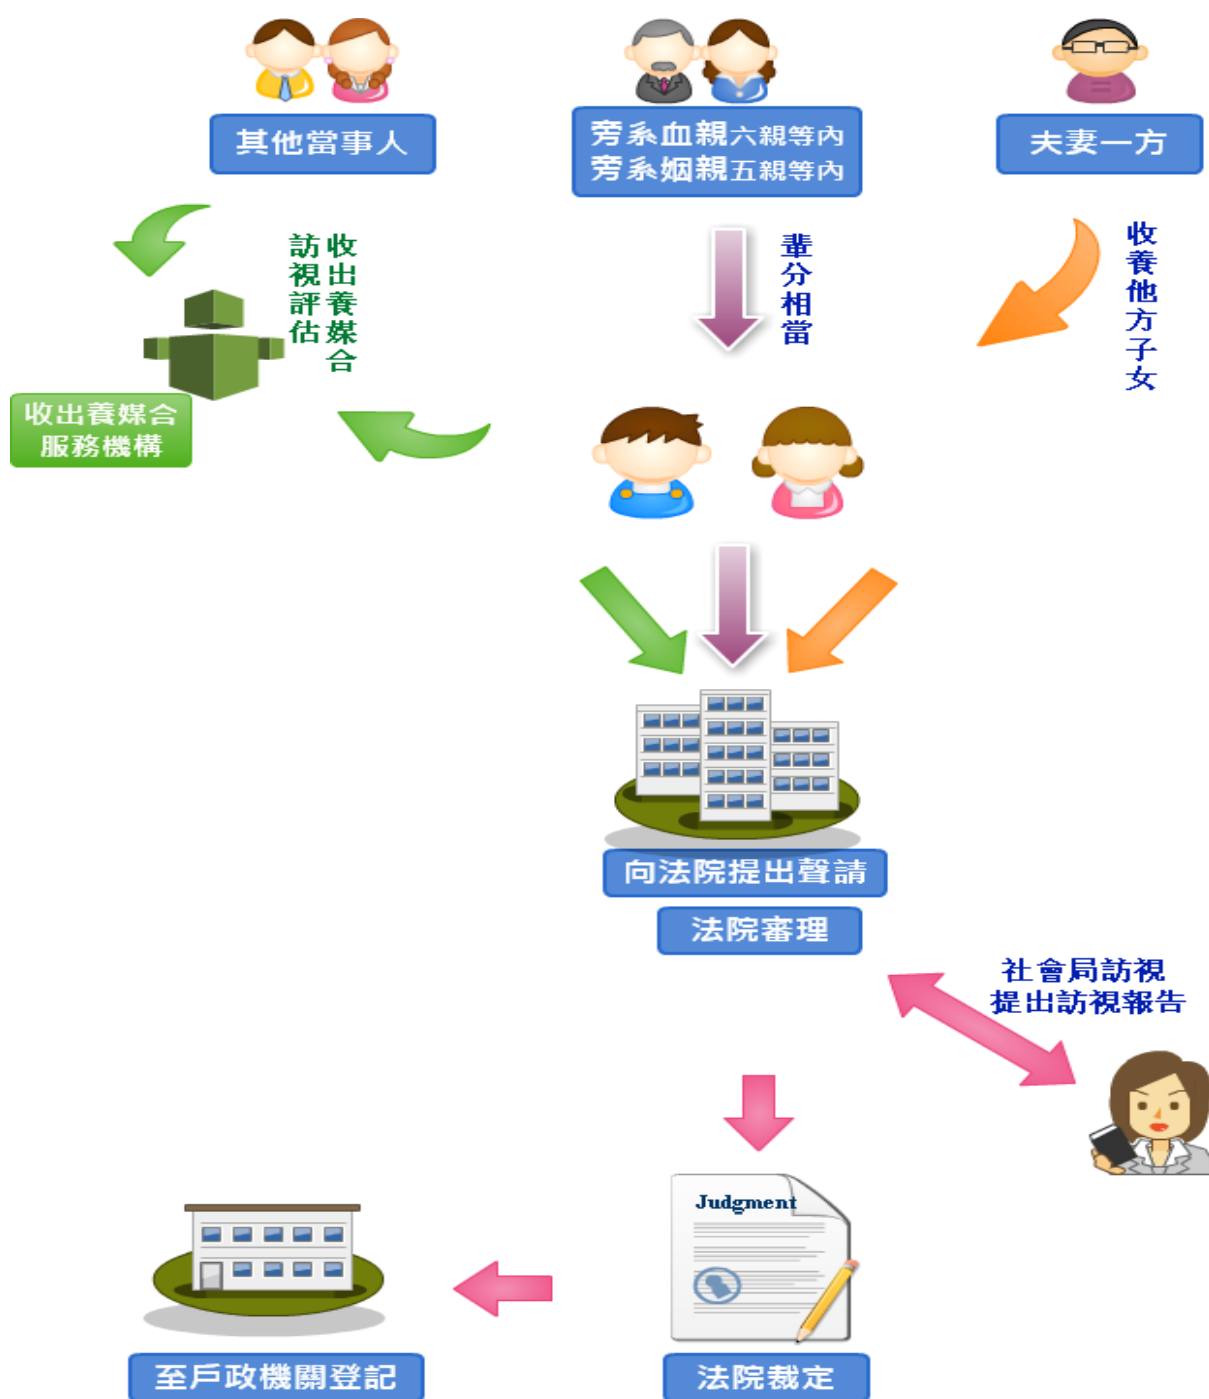 其他當事人
旁系血親六親等內
旁系姻親五親等內
夫妻一方
收出養媒合
訪視評估
輩分相當
收養他方子女
收出養媒合
服務機構
向法院提出聲請
法院審理
社會局訪視
提出訪視報告
Judgment
至戶政機關登記
法院裁定